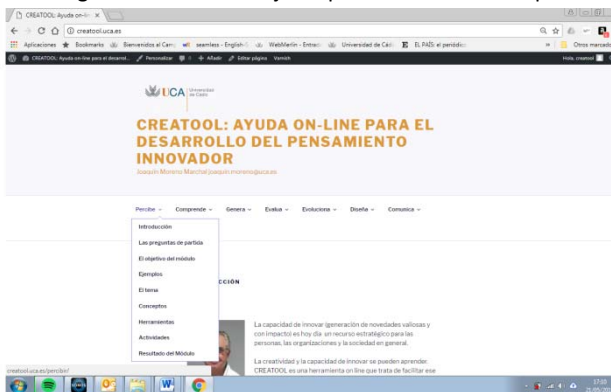 CREATOOL: Ayuda on-lin
creatool.uca.es
Aplicaciones
Bookmarks
Bienvenidos al Cam
seamless - English-
WebMerlin - Entrad
Universidad de Cád
EL PAÍS: el periódico
Otros marcado
CREATOOL: Ayuda on-line para el desarrol...
Personalizar
Añadir
Editar página
Varnish
Hola, creatool
UCA
Universidad
de Cádiz
CREATOOL: AYUDA ON-LINE PARA EL
DESARROLLO DEL PENSAMIENTO
INNOVADOR
Joaquín Moreno Marchal joaquin.moreno@uca.es
Percibe
Comprende
Genera
Evalua
Evoluciona
Diseña
Comunica
Introducción
Las preguntas de partida
El objetivo del módulo
Ejemplos
El tema
Conceptos
Herramientas
Actividades
Resultado del Módulo
CCIÓN
La capacidad de innovar (generación de novedades valiosas y
con impacto) es hoy día un recurso estratégico para las
personas, las organizaciones y la sociedad en general.
La creatividad y la capacidad de innovar se pueden aprender.
CREATOOL es una herramienta on line que trata de facilitar ese
creatool.uca.es/percibir/